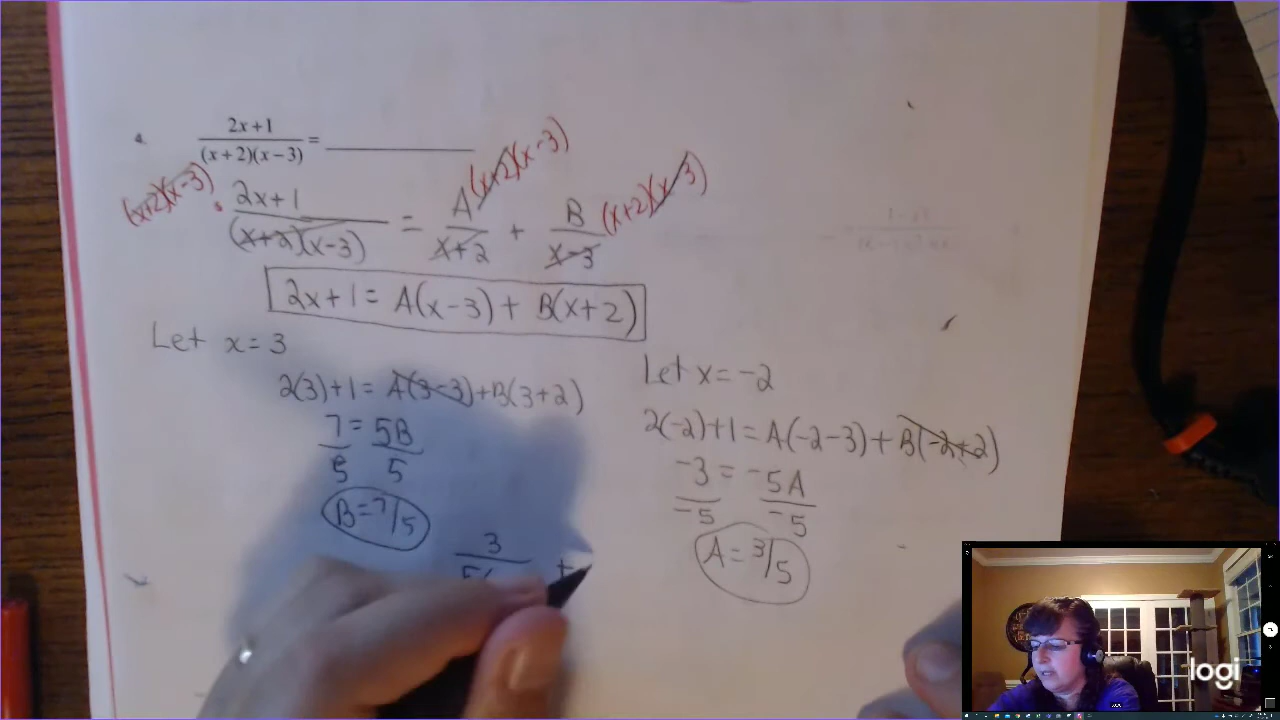 4. 2x+1/(x+2)(x-3) = ________
(x+2)(x-3) • 2x+1/(x+2)(x-3) = A/x+2 (x+2)(x-3) + B/x-3 (x+2)(x-3)
2x+1 = A(x-3) + B(x+2)
Let x=3
2(3)+1 = A(3-3)+B(3+2)
7/5 = 5B/5
B=7/5
Let x=-2
2(-2)+1 = A(-2-3)+B(-2+2)
-3/-5 = -5A/-5
A=3/5
3/5( +
logi